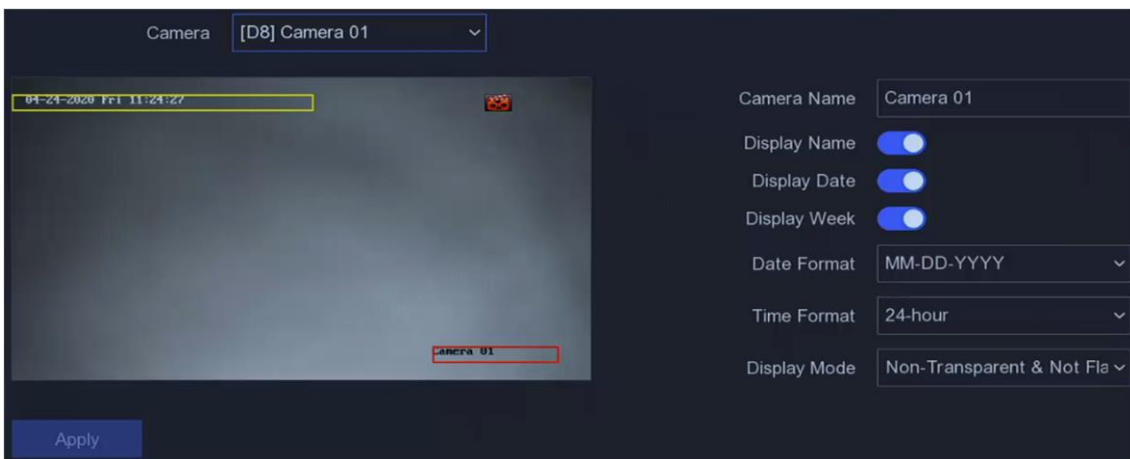 Camera [D8] Camera 01
04-24-2020 Fri 11:24:27
Camera Name Camera 01
Display Name
Display Date
Display Week
Date Format MM-DD-YYYY
Time Format 24-hour
Camera 01
Display Mode Non-Transparent & Not Fla
Apply